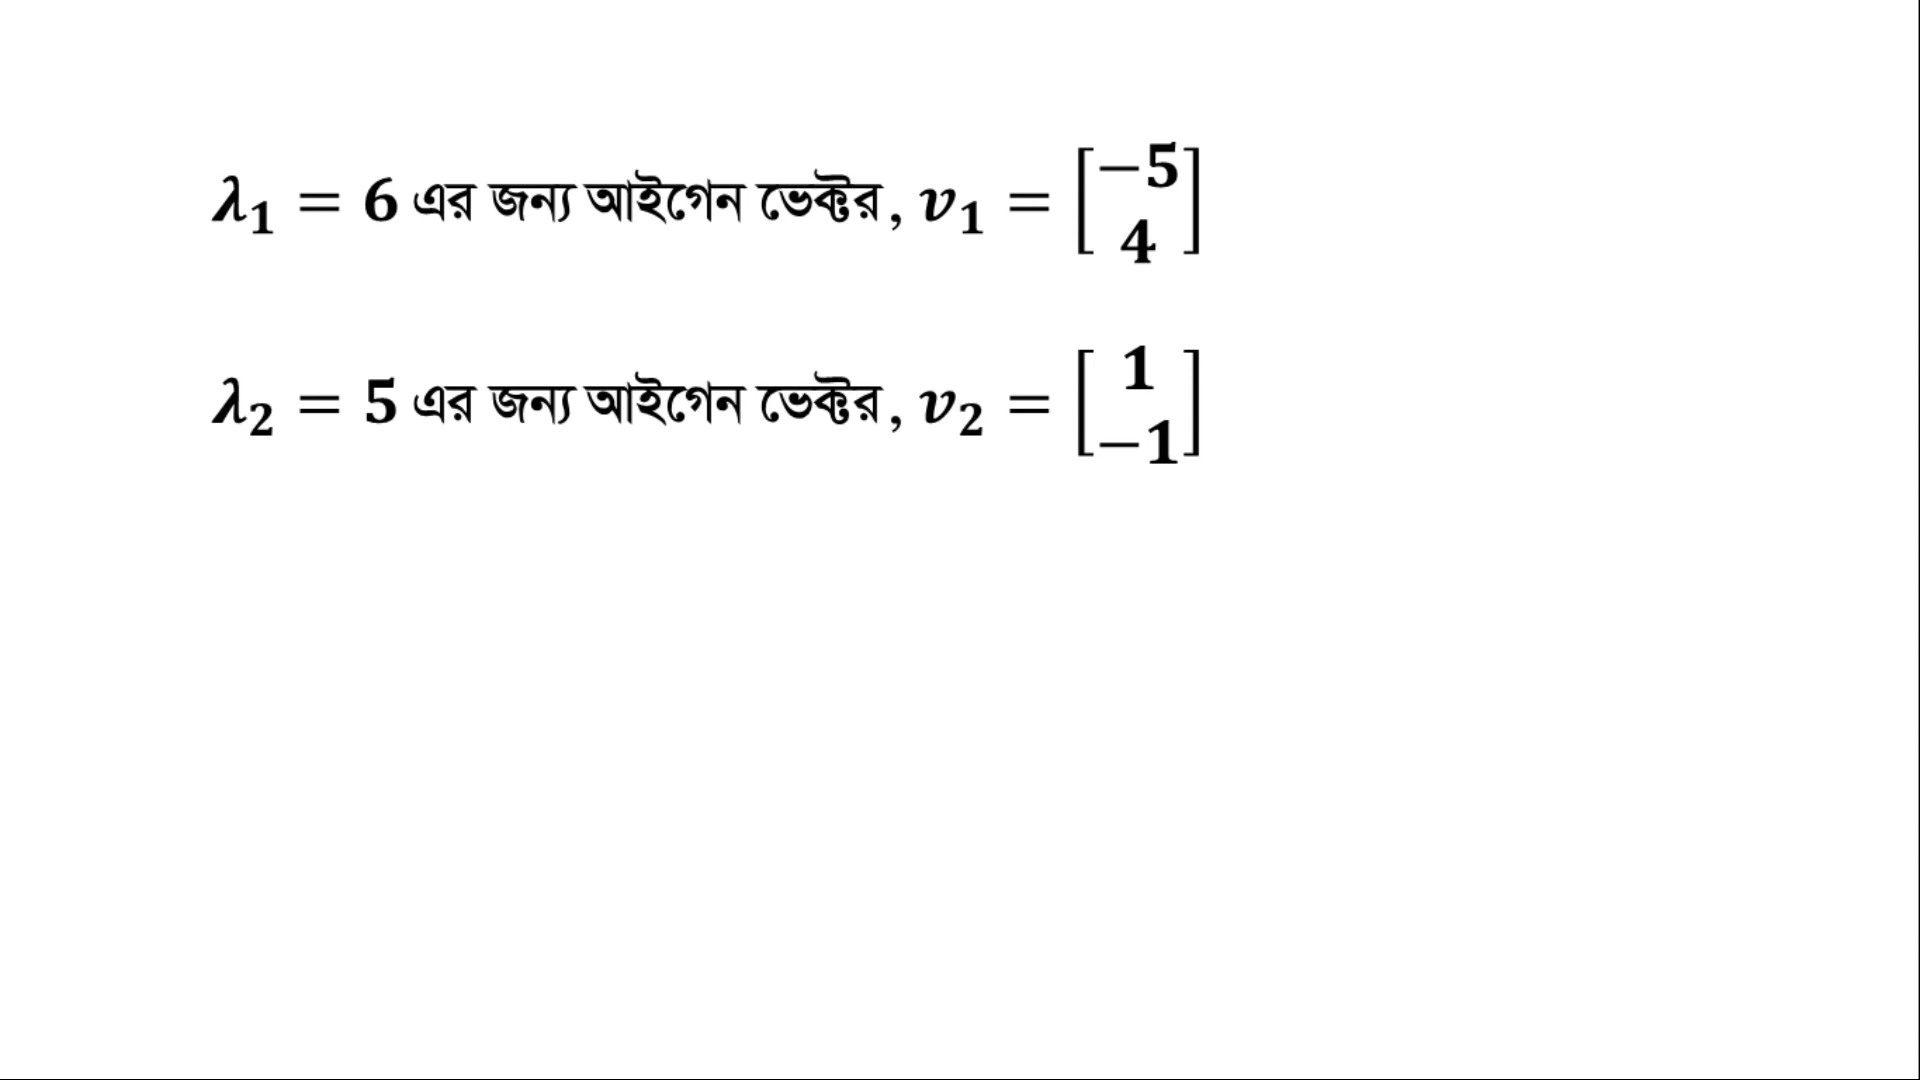 λ₁ = 6 এর জন্য আইগেন ভেক্টর, v₁ = [−5 4]
λ₂ = 5 এর জন্য আইগেন ভেক্টর, v₂ = [1 −1]